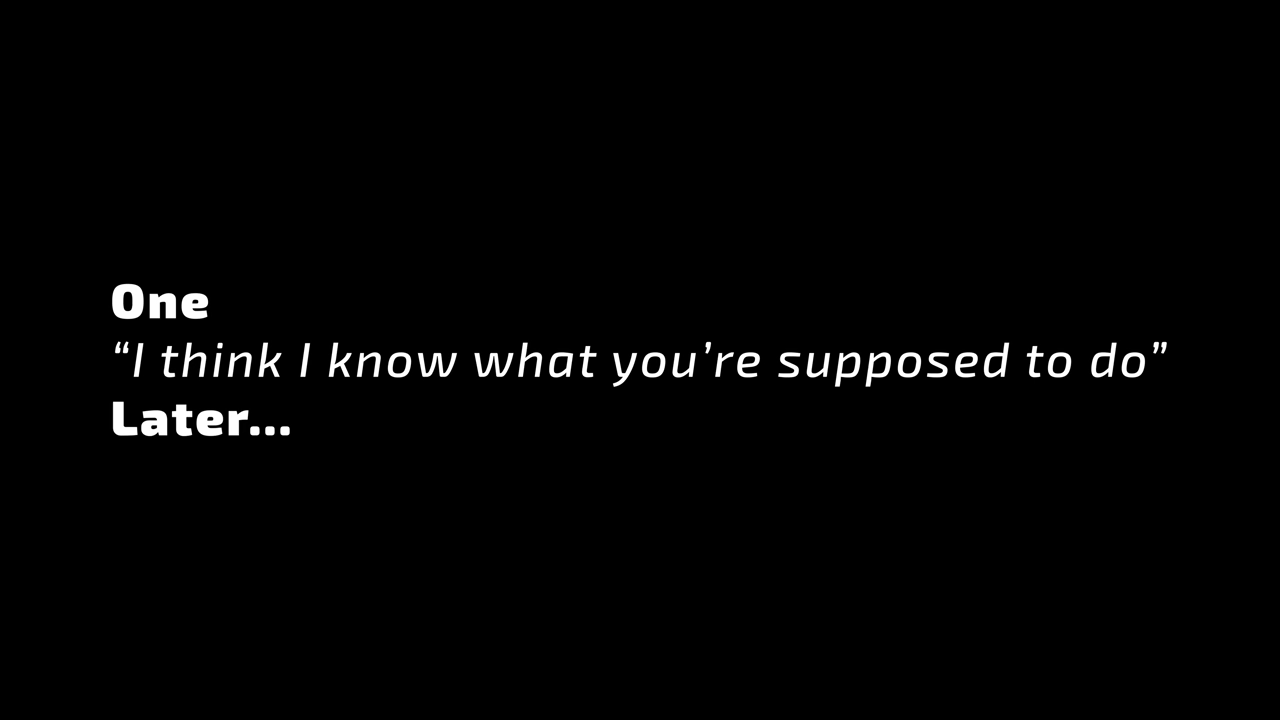 One
“I think I know what you’re supposed to do”
Later...